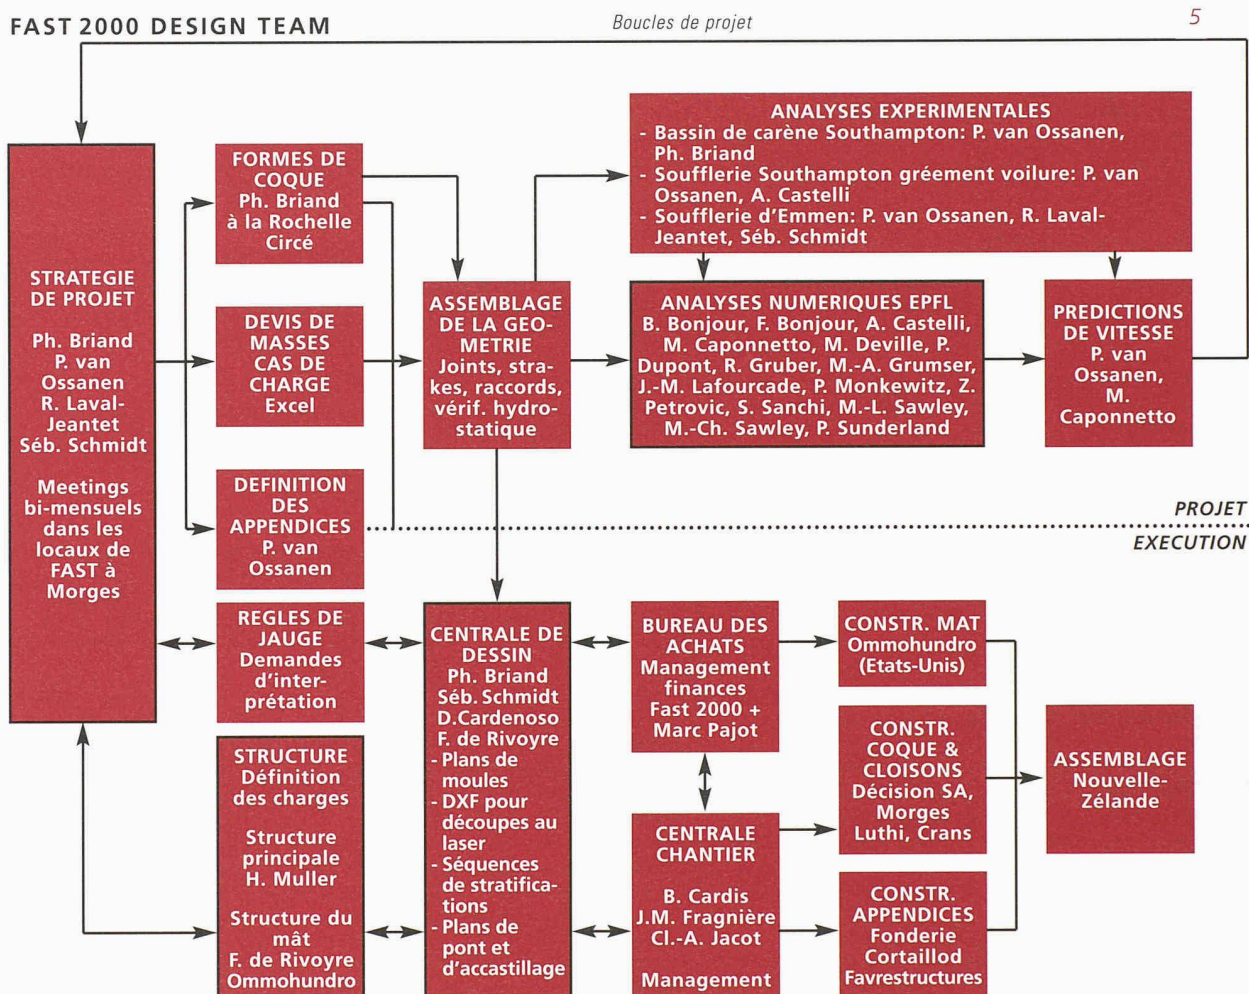 FAST 2000 DESIGN TEAM
Boucles de projet
5
STRATEGIE
DE PROJET
Ph. Briand
P. van
Ossanen
R. Laval-
Jeantet
Séb. Schmidt
Meetings
bi-mensuels
dans les
locaux de
FAST à
Morges
FORMES DE
COQUE
Ph. Briand
à la Rochelle
Circé
DEVIS DE
MASSES
CAS DE
CHARGE
Excel
DEFINITION
DES
APPENDICES
P. van
Ossanen
ASSEMBLAGE
DE LA GEO-
METRIE
Joints, stra-
kes, raccords,
vérif. hydro-
statique
ANALYSES EXPERIMENTALES
- Bassin de carène Southampton: P. van Ossanen,
Ph. Briand
- Soufflerie Southampton gréement voilure: P. van
Ossanen, A. Castelli
- Soufflerie d'Emmen: P. van Ossanen, R. Laval-
Jeantet, Séb. Schmidt
ANALYSES NUMERIQUES EPFL
B. Bonjour, F. Bonjour, A. Castelli,
M. Caponnetto, M. Deville, P.
Dupont, R. Gruber, M.-A. Grumser,
J.-M. Lafourcade, P. Monkewitz, Z.
Petrovic, S. Sanchi, M.-L. Sawley,
M.-Ch. Sawley, P. Sunderland
PREDICTIONS
DE VITESSE
P. van
Ossanen,
M.
Caponnetto
PROJET
EXECUTION
REGLES DE
JAUGE
Demandes
d'inter-
prétation
STRUCTURE
Définition
des charges
Structure
principale
H. Muller
Structure du
mât
F. de Rivoyre
Ommohundro
CENTRALE DE
DESSIN
Ph. Briand
Séb. Schmidt
D.Cardenoso
F. de Rivoyre
- Plans de
moules
- DXF pour
découpes au
laser
- Séquences
de stratifica-
tions
- Plans de
pont et
d'accastillage
BUREAU DES
ACHATS
Management
finances
Fast 2000 +
Marc Pajot
CENTRALE
CHANTIER
B. Cardis
J.M. Fragnière
Cl.-A. Jacot
Management
CONSTR. MAT
Ommohundro
(Etats-Unis)
CONSTR.
COQUE &
CLOISONS
Décision SA,
Morges
Luthi, Crans
CONSTR.
APPENDICES
Fonderie
Cortaillod
Favrestructures
ASSEMBLAGE
Nouvelle-
Zélande